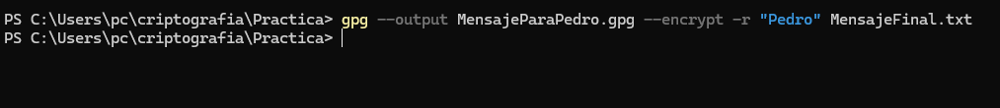 PS C:\Users\pc\criptografia\Practica> gpg --output MensajeParaPedro.gpg --encrypt -r "Pedro" MensajeFinal.txt
PS C:\Users\pc\criptografia\Practica>